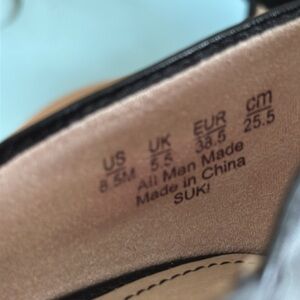 US UK EUR cm
8.5M 5.5 38.5 25.5
All Man Made
Made in China
SUKI